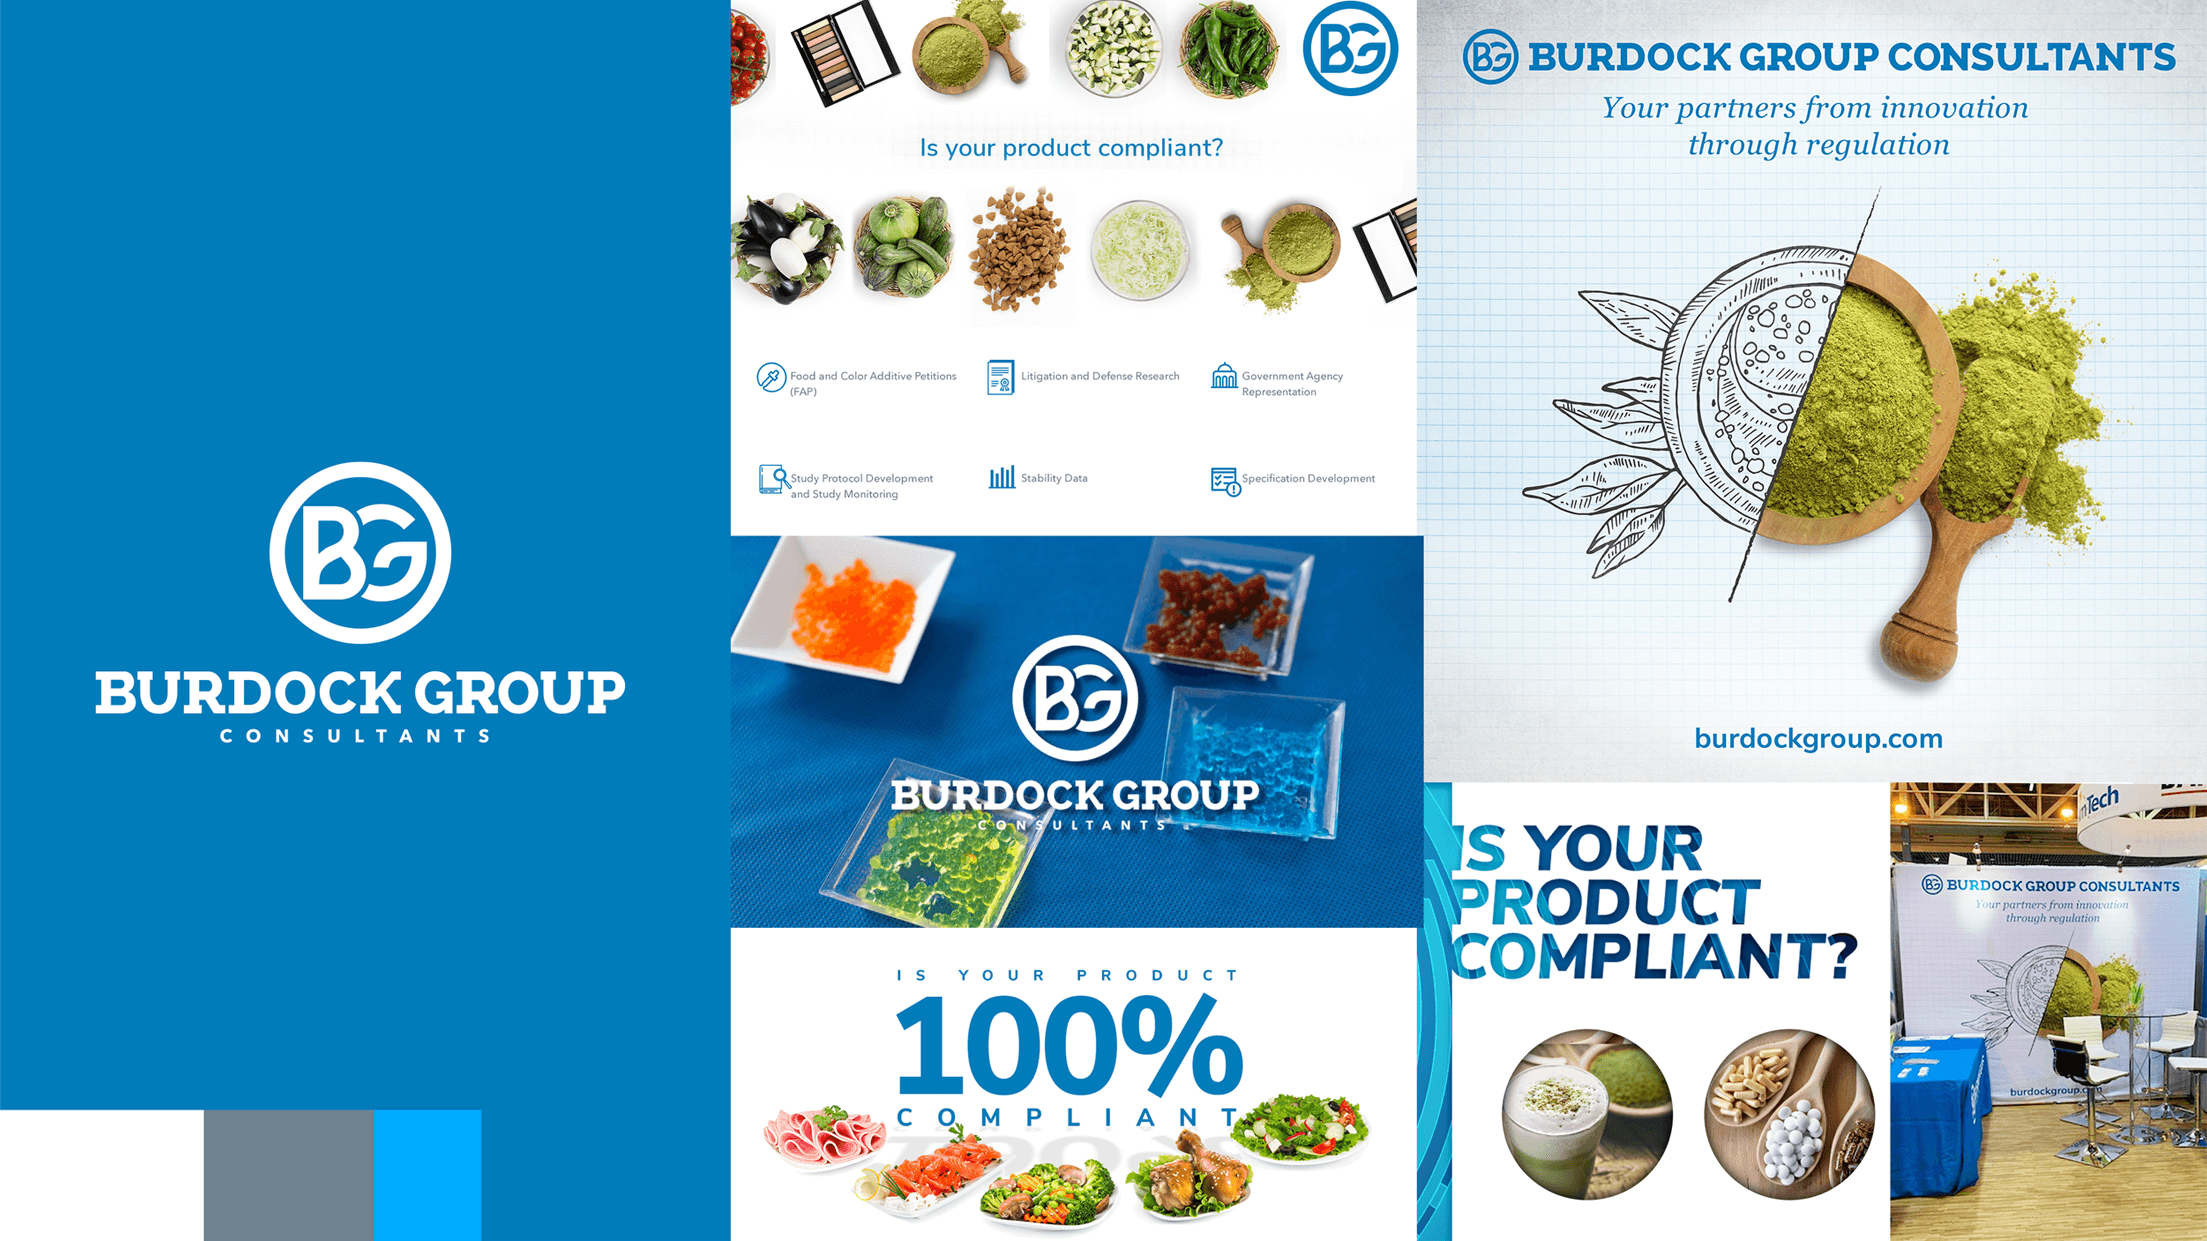 BG
BURDOCK GROUP
CONSULTANTS
BG
Is your product compliant?
Food and Color Additive Petitions
(FAP)
Litigation and Defense Research
Government Agency
Representation
Study Protocol Development
and Study Monitoring
Stability Data
Specification Development
BG
BURDOCK GROUP
CONSULTANTS
IS YOUR PRODUCT
100%
COMPLIANT
BG BURDOCK GROUP CONSULTANTS
Your partners from innovation
through regulation
burdockgroup.com
IS YOUR
PRODUCT
COMPLIANT?
Tech
BG BURDOCK GROUP CONSULTANTS
Your partners from innovation
through regulation
burdockgroup.com